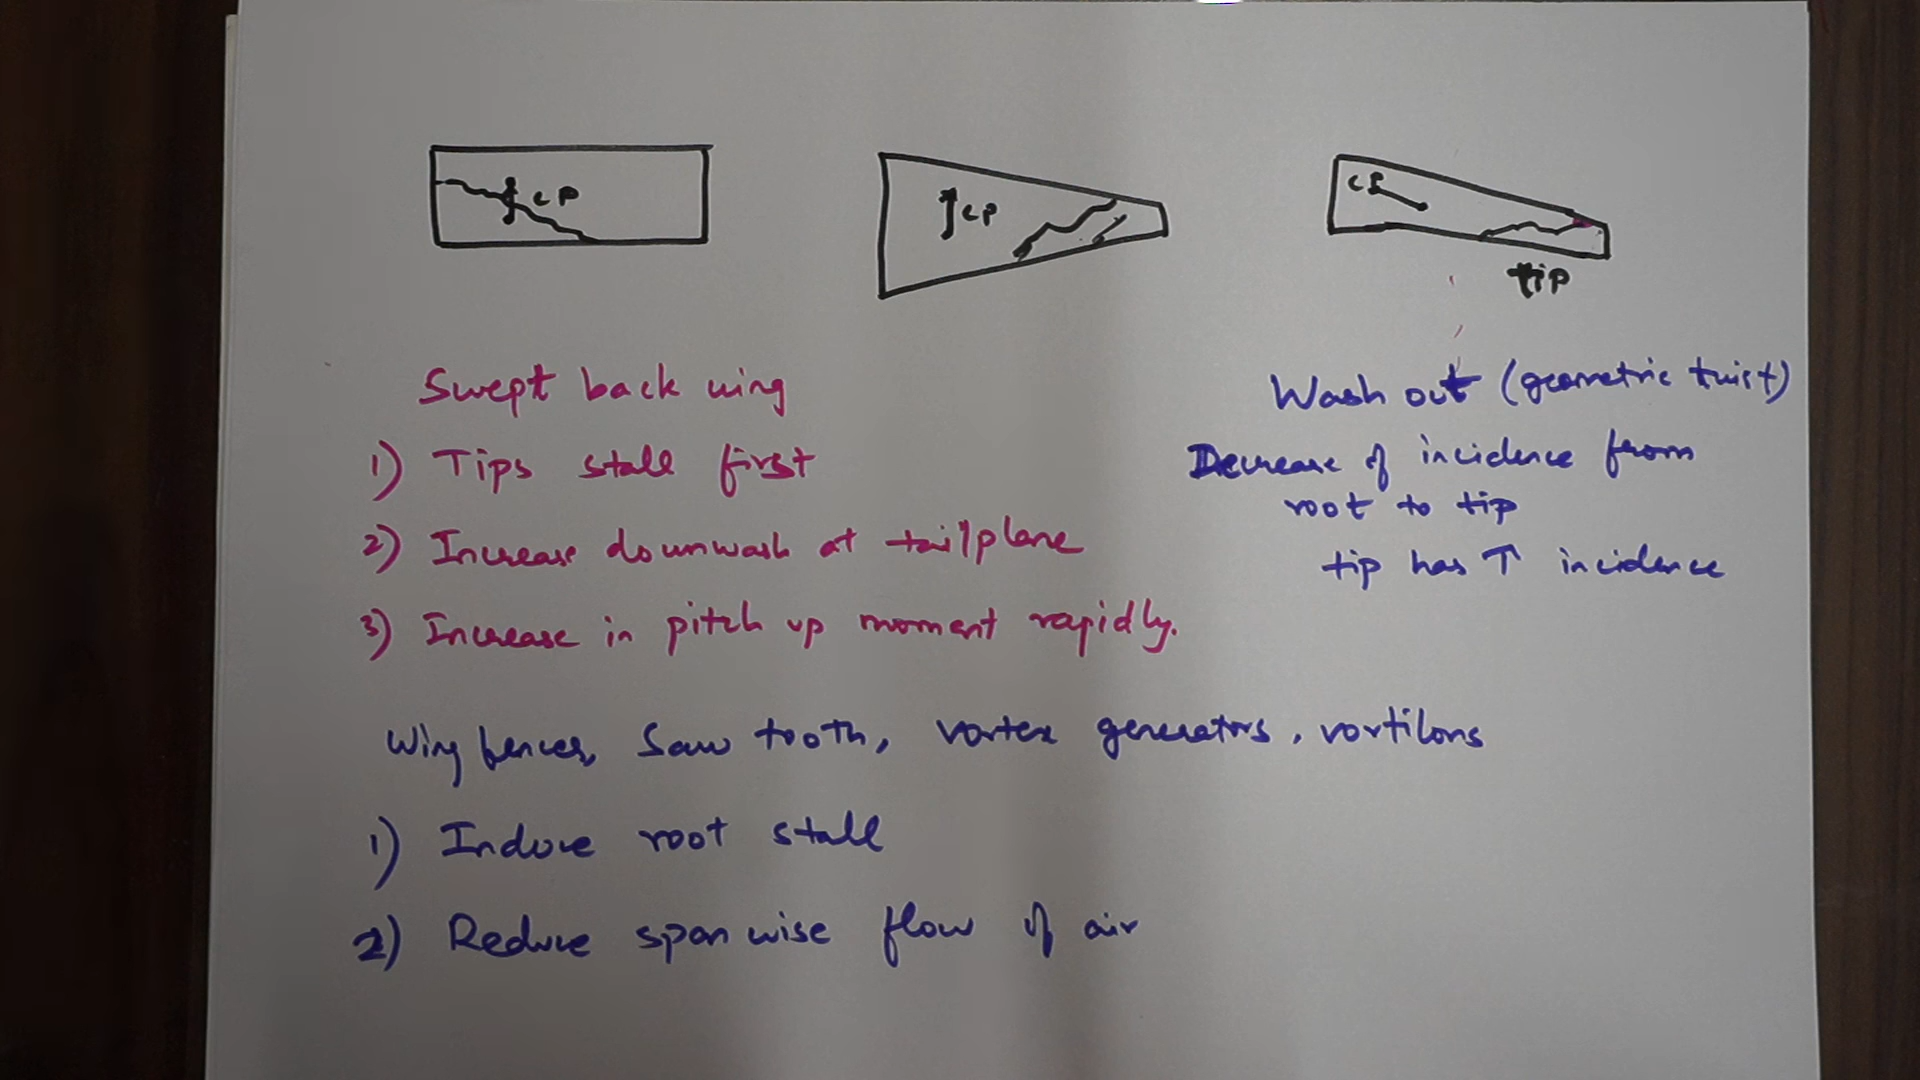 CP
CP
CP
tip
Swept back wing
1) Tips stall first
2) Increase downwash at tailplane
3) Increase in pitch up moment rapidly.
Wash out (geometric twist)
Decrease of incidence from
root to tip
tip has ↑ incidence
Wing fences, Saw tooth, vortex generators, vortilons
1) Induce root stall
2) Reduce spanwise flow of air